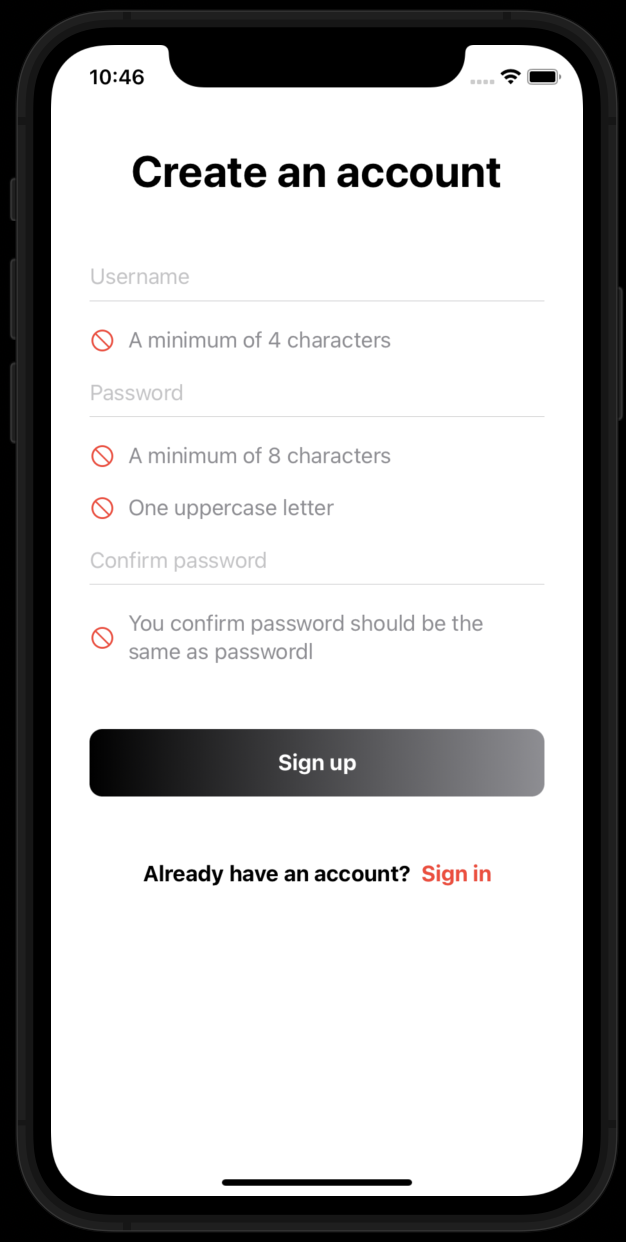 10:46
Create an account
Username
A minimum of 4 characters
Password
A minimum of 8 characters
One uppercase letter
Confirm password
You confirm password should be the
same as passwordl
Sign up
Already have an account? Sign in